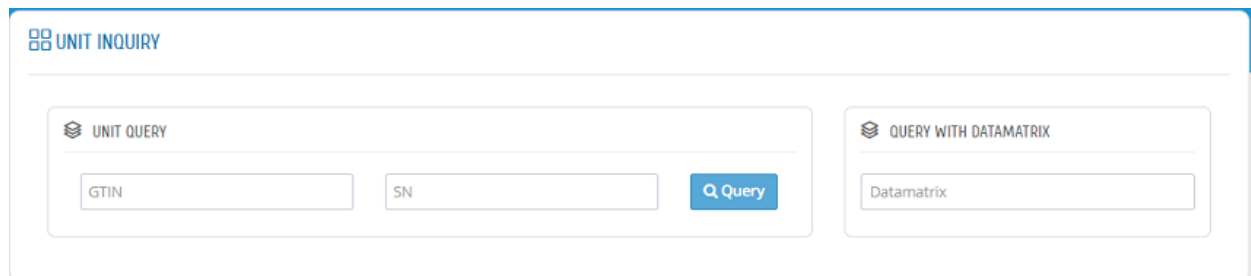 UNIT INQUIRY
UNIT QUERY
GTIN
SN
Query
QUERY WITH DATAMATRIX
Datamatrix